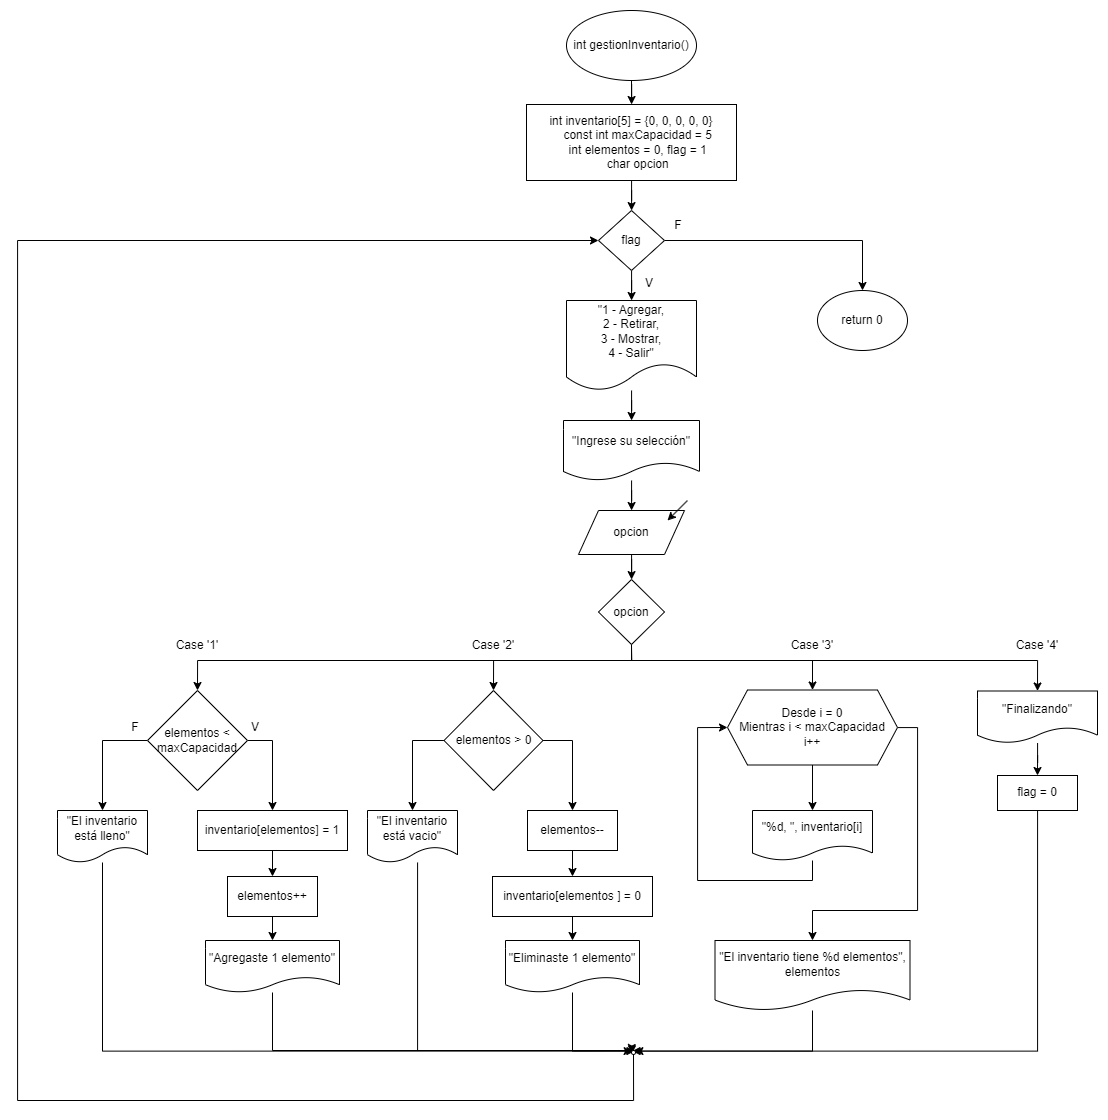 int gestionInventario()
int inventario[5] = {0, 0, 0, 0, 0}
const int maxCapacidad = 5
int elementos = 0, flag = 1
char opcion
flag
F
V
"1 - Agregar,
2 - Retirar,
3 - Mostrar,
4 - Salir"
return 0
"Ingrese su selección"
opcion
opcion
Case '1'
Case '2'
Case '3'
Case '4'
elementos <
maxCapacidad
F
V
"El inventario
está lleno"
inventario[elementos] = 1
elementos++
"Agregaste 1 elemento"
elementos > 0
"El inventario
está vacio"
elementos--
inventario[elementos ] = 0
"Eliminaste 1 elemento"
Desde i = 0
Mientras i < maxCapacidad
i++
"%d, ", inventario[i]
"El inventario tiene %d elementos",
elementos
"Finalizando"
flag = 0